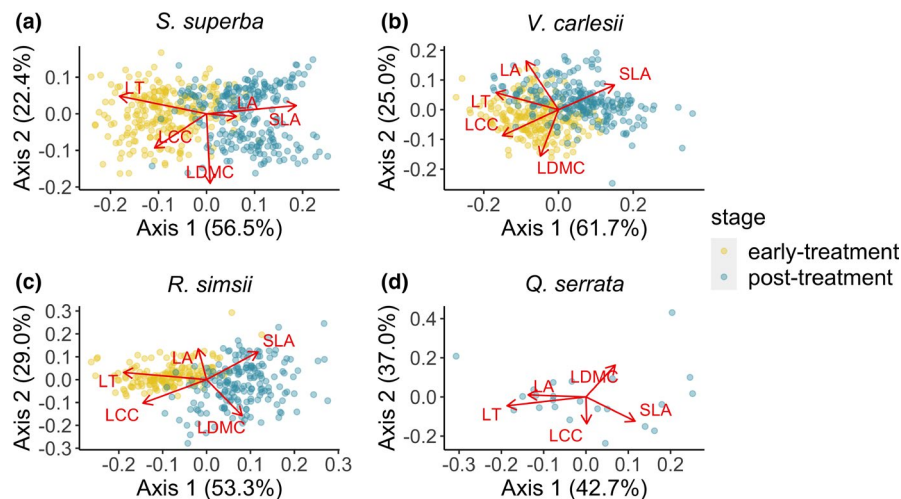 (a) S. superba
Axis 2 (22.4%)
0.1
0.0
-0.1
-0.2
LT
LA
SLA
LCC
LDMC
-0.2 -0.1 0.0 0.1 0.2
Axis 1 (56.5%)
(b) V. carlesii
Axis 2 (25.0%)
0.2
0.1
0.0
-0.1
-0.2
LA
SLA
LT
LCC
LDMC
-0.2 0.0 0.2
Axis 1 (61.7%)
stage
early-treatment
post-treatment
(c) R. simsii
Axis 2 (29.0%)
0.3
0.2
0.1
0.0
-0.1
-0.2
-0.3
LA
SLA
LT
LCC
LDMC
-0.2 -0.1 0.0 0.1 0.2 0.3
Axis 1 (53.3%)
(d) Q. serrata
Axis 2 (37.0%)
0.4
0.2
0.0
-0.2
LDMC
LA
LT
SLA
LCC
-0.3 -0.2 -0.1 0.0 0.1 0.2
Axis 1 (42.7%)